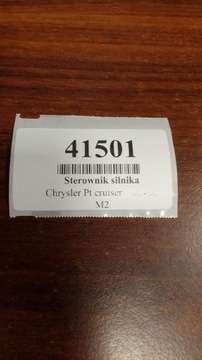 41501
Sterownik silnika
Chrysler Pt cruiser
M2